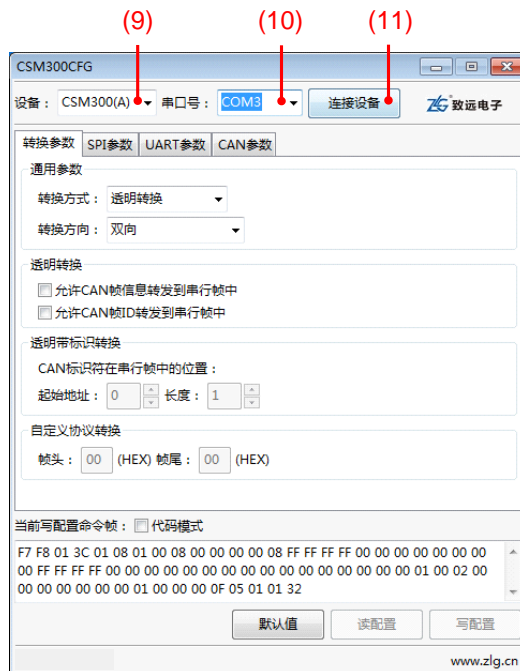 (9) (10) (11)
CSM300CFG
设备： CSM300(A) 串口号： COM3 连接设备 ZLG 致远电子
转换参数 SPI参数 UART参数 CAN参数
通用参数
转换方式： 透明转换
转换方向： 双向
透明转换
允许CAN帧信息转发到串行帧中
允许CAN帧ID转发到串行帧中
透明带标识转换
CAN标识符在串行帧中的位置：
起始地址： 0 长度： 1
自定义协议转换
帧头： 00 (HEX) 帧尾： 00 (HEX)
当前写配置命令帧： 代码模式
F7 F8 01 3C 01 08 01 00 08 00 00 00 00 08 FF FF FF FF 00 00 00 00 00 00 00
00 FF FF FF FF 00 00 00 00 00 00 00 00 00 00 00 00 00 00 00 00 01 00 02 00
00 00 00 00 00 00 01 00 00 00 0F 05 01 01 32
默认值 读配置 写配置
www.zlg.cn